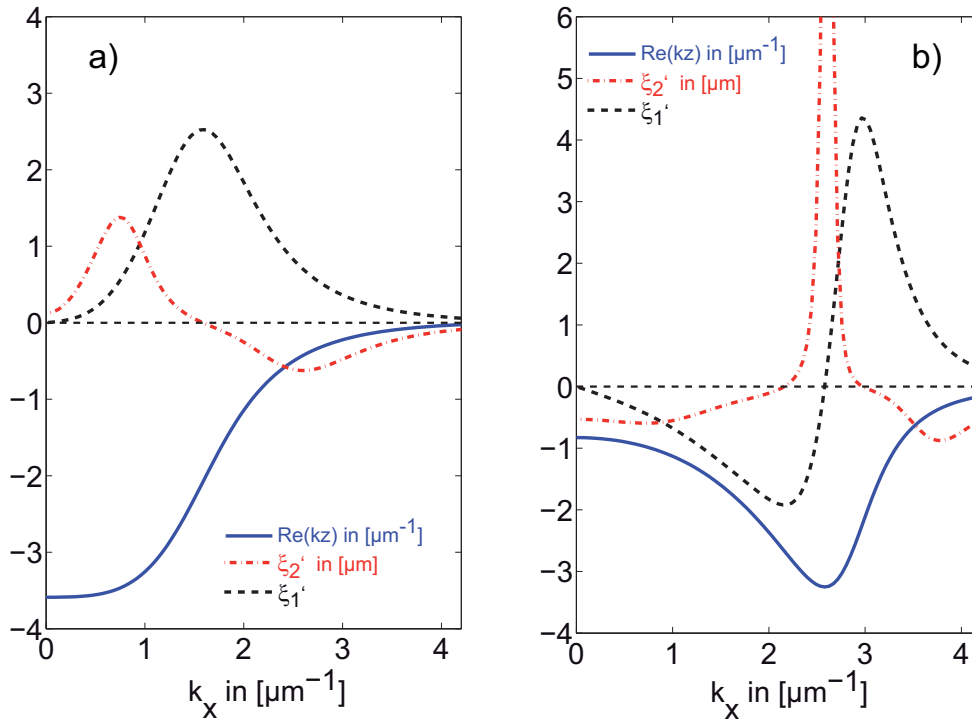 a)
4
3
2
1
0
−1
−2
−3
−4
Re(kz) in [µm⁻¹]
ξ₂‘ in [µm]
ξ₁‘
0 1 2 3 4
kₓ in [µm⁻¹]
b)
6
5
4
3
2
1
0
−1
−2
−3
−4
Re(kz) in [µm⁻¹]
ξ₂‘ in [µm]
ξ₁‘
0 1 2 3 4
kₓ in [µm⁻¹]